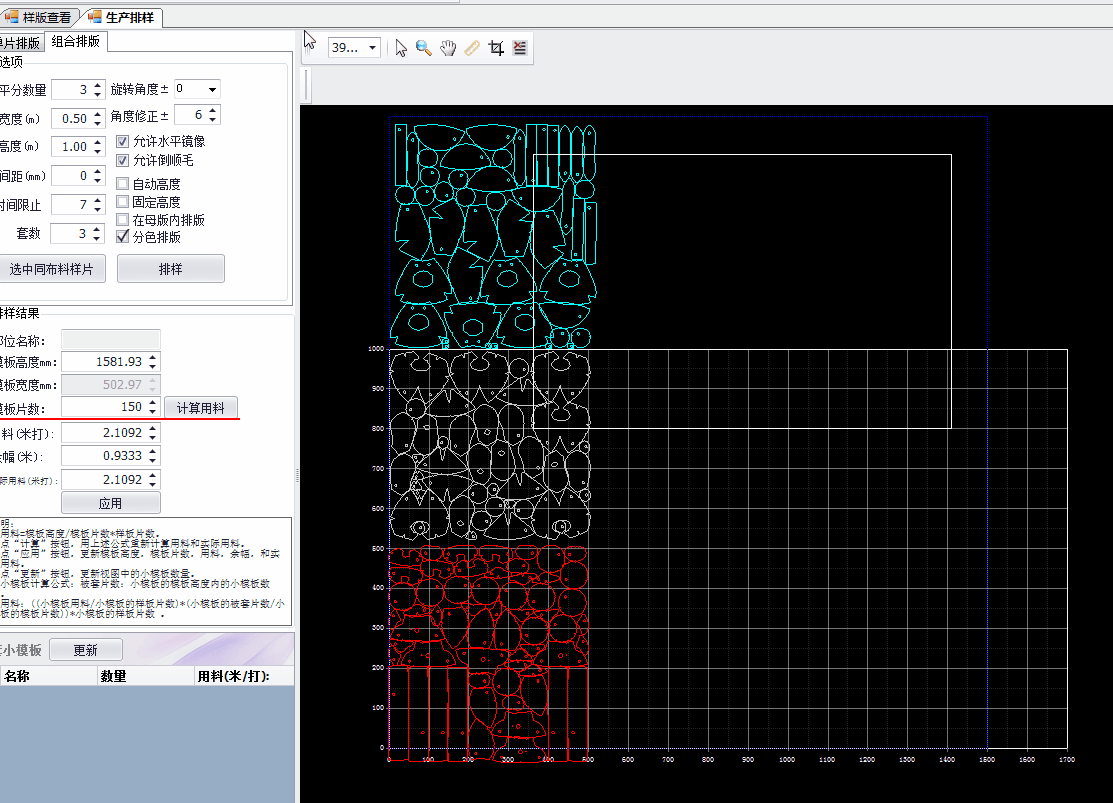 样版查看 生产排样
单片排版 组合排版
选项
平分数量 3 旋转角度± 0
宽度(m) 0.50 角度修正± 6
高度(m) 1.00 允许水平镜像
允许倒顺毛
间距(mm) 0
自动高度
时间限止 7 固定高度
在母版内排版
套数 3 分色排版
选中同布料样片 排样
排样结果
部位名称:
模板高度mm: 1581.93
模板宽度mm: 502.97
模板片数: 150 计算用料
料(米打): 2.1092
幅(米): 0.9333
际用料(米打): 2.1092
应用
明:
用料=模板高度/模板片数*样板片数。
点“计算”按钮，用上述公式重新计算用料和实际用料。
点“应用”按钮，更新模板高度，模板片数，用料，余幅，和实
用料。
点“更新”按钮，更新视图中的小模板数量。
小模板计算公式：被套片数：小模板的模板高度内的小模板数
。
用料：((小模板用料/小模板的样板片数)*(小模板的被套片数/小
板的模板片数))*小模板的样板片数 .
小模板 更新
名称 数量 用料(米/打):
39...
1000
900
800
700
600
500
400
300
200
100
0
0 100 200 300 400 500 600 700 800 900 1000 1100 1200 1300 1400 1500 1600 1700